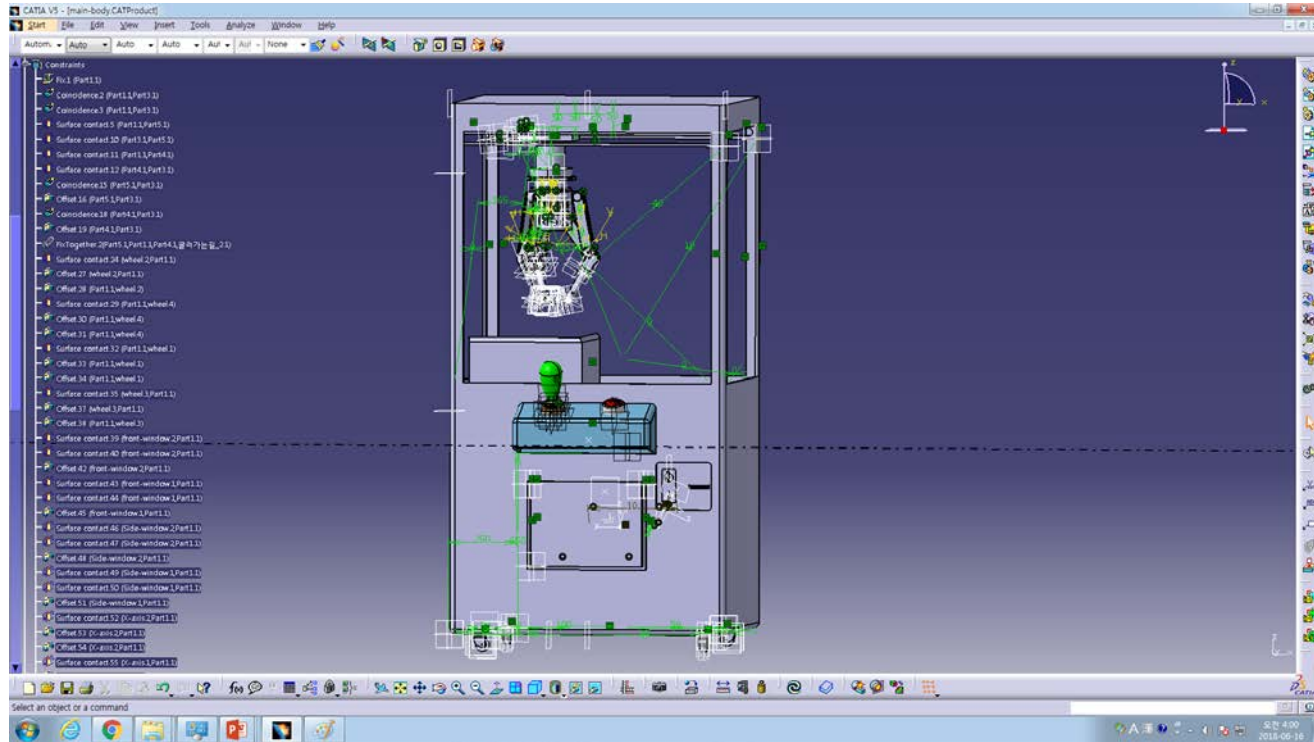 CATIA V5 - [main-body.CATProduct]
Start File Edit View Insert Tools Analyze Window Help
Autom. Auto Auto Auto Aut Aut None
Constraints
Fix.1 (Part1.1)
Coincidence.2 (Part1.1,Part3.1)
Coincidence.3 (Part1.1,Part3.1)
Surface contact.5 (Part1.1,Part5.1)
Surface contact.10 (Part3.1,Part5.1)
Surface contact.11 (Part1.1,Part4.1)
Surface contact.12 (Part4.1,Part3.1)
Coincidence.15 (Part5.1,Part3.1)
Offset.16 (Part5.1,Part3.1)
Coincidence.18 (Part4.1,Part3.1)
Offset.19 (Part4.1,Part3.1)
Surface contact.24 (wheel.2,Part1.1)
Offset.27 (wheel.2,Part1.1)
Offset.28 (Part1.1,wheel.2)
Surface contact.29 (Part1.1,wheel.4)
Offset.30 (Part1.1,wheel.4)
Offset.31 (Part1.1,wheel.4)
Surface contact.32 (Part1.1,wheel.1)
Offset.33 (Part1.1,wheel.1)
Offset.34 (Part1.1,wheel.1)
Surface contact.35 (wheel.3,Part1.1)
Offset.37 (wheel.3,Part1.1)
Offset.38 (Part1.1,wheel.3)
Surface contact.39 (front-window.2,Part1.1)
Surface contact.40 (front-window.2,Part1.1)
Offset.42 (front-window.2,Part1.1)
Surface contact.43 (front-window.1,Part1.1)
Surface contact.44 (front-window.1,Part1.1)
Offset.45 (front-window.1,Part1.1)
Surface contact.46 (Side-window.2,Part1.1)
Surface contact.47 (Side-window.2,Part1.1)
Offset.48 (Side-window.2,Part1.1)
Surface contact.49 (Side-window.1,Part1.1)
Surface contact.50 (Side-window.1,Part1.1)
Offset.51 (Side-window.1,Part1.1)
Surface contact.52 (X-axis.2,Part1.1)
Offset.53 (X-axis.2,Part1.1)
Offset.54 (X-axis.2,Part1.1)
Surface contact.55 (X-axis.1,Part1.1)
Select an object or a command
오전 4:00
2018-06-16